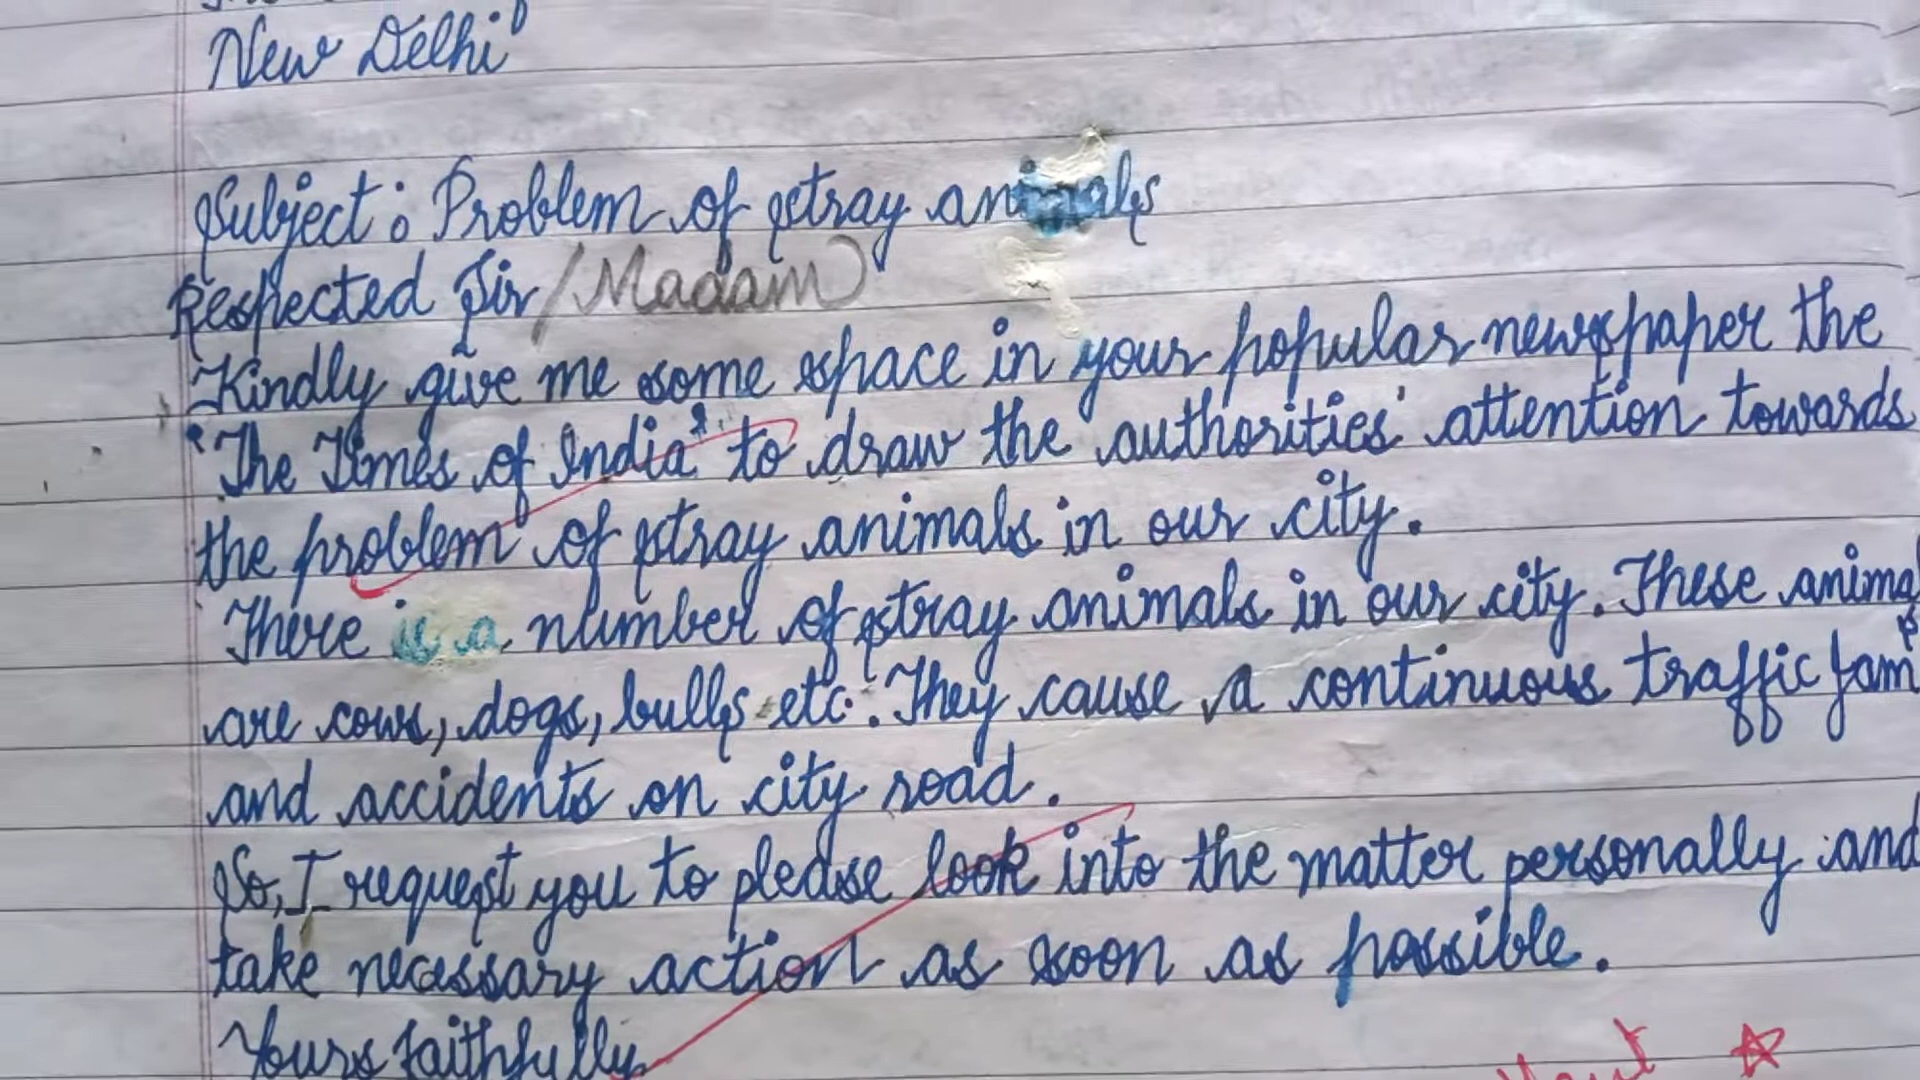 New Delhi
Subject : Problem of stray animals
Respected Sir/Madam
Kindly give me some space in your popular newspaper the
'The Times of India' to draw the authorities' attention towards
the problem of stray animals in our city.
There is a number of stray animals in our city. These animals
are cows, dogs, bulls etc. They cause a continuous traffic jam
and accidents on city road.
So, I request you to please look into the matter personally and
take necessary action as soon as possible.
Yours faithfully